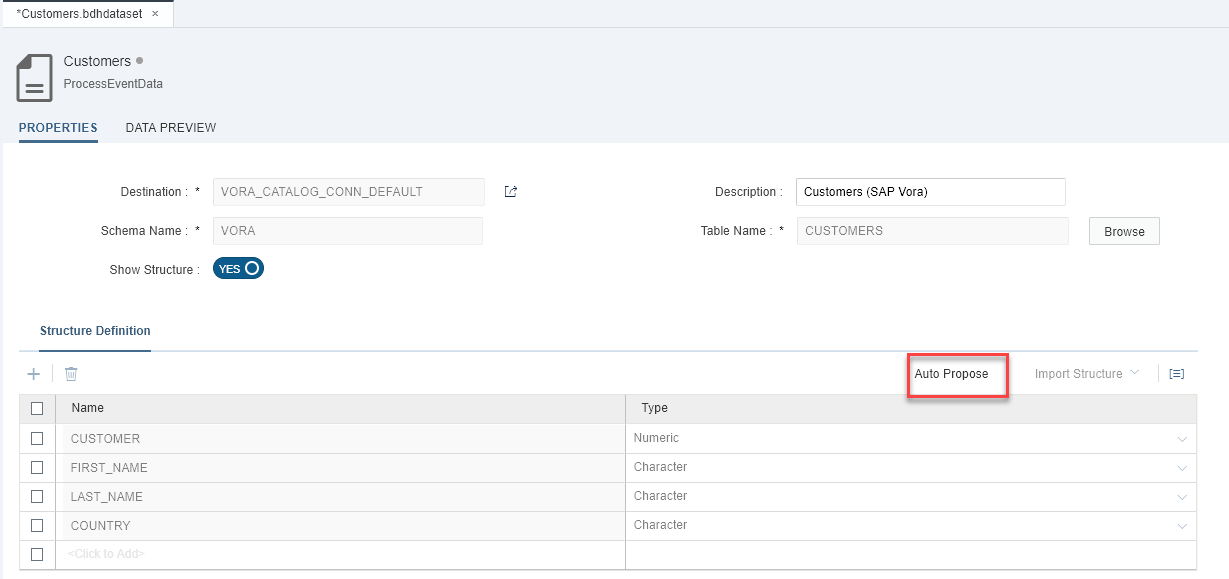 *Customers.bdhdataset ×
Customers
ProcessEventData
PROPERTIES DATA PREVIEW
Destination : * VORA_CATALOG_CONN_DEFAULT Description : Customers (SAP Vora)
Schema Name : * VORA Table Name : * CUSTOMERS Browse
Show Structure : YES
Structure Definition
Auto Propose Import Structure
Name Type
CUSTOMER Numeric
FIRST_NAME Character
LAST_NAME Character
COUNTRY Character
<Click to Add>